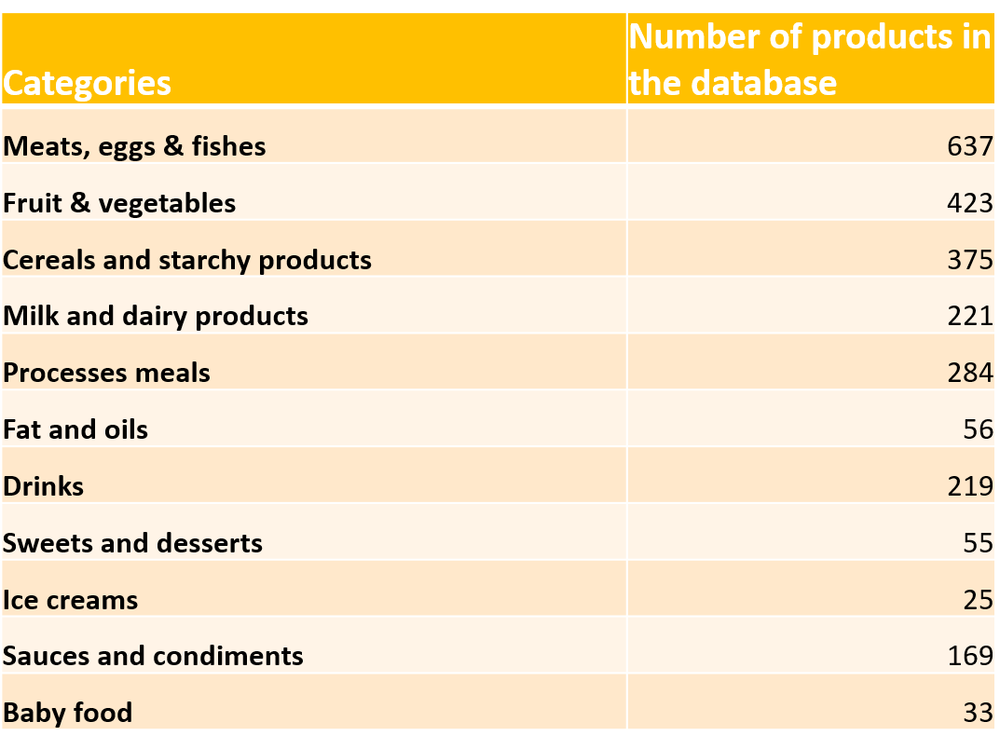 Categories Number of products in
the database
Meats, eggs & fishes 637
Fruit & vegetables 423
Cereals and starchy products 375
Milk and dairy products 221
Processes meals 284
Fat and oils 56
Drinks 219
Sweets and desserts 55
Ice creams 25
Sauces and condiments 169
Baby food 33